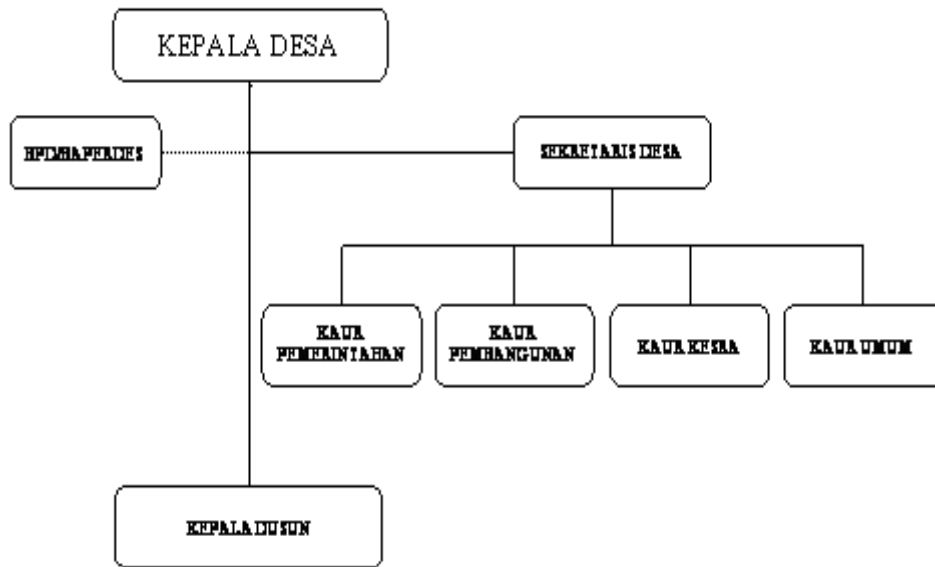 KEPALA DESA
SEKRETARIS DESA
KAUR
PEMERINTAHAN
KAUR
PEMBANGUNAN
KAUR KESRA
KAUR UMUM
KEPALA DUSUN